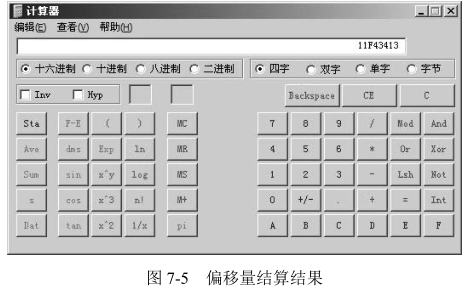 计算器
编辑(E) 查看(V) 帮助(H)
11F43413
十六进制 十进制 八进制 二进制 四字 双字 单字 字节
Inv Hyp Backspace CE C
Sta F-E ( ) MC 7 8 9 / Mod And
Ave dms Exp ln MR 4 5 6 * Or Xor
Sum sin x^y log MS 1 2 3 - Lsh Not
s cos x^3 n! M+ 0 +/- . + = Int
Dat tan x^2 1/x pi A B C D E F
图 7-5 偏移量结算结果